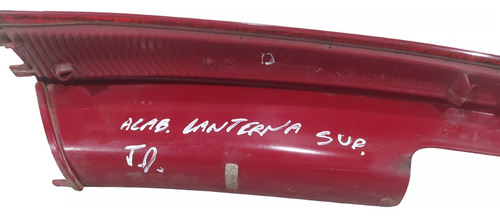 ACAB. LANTERNA SUP.
T.D.